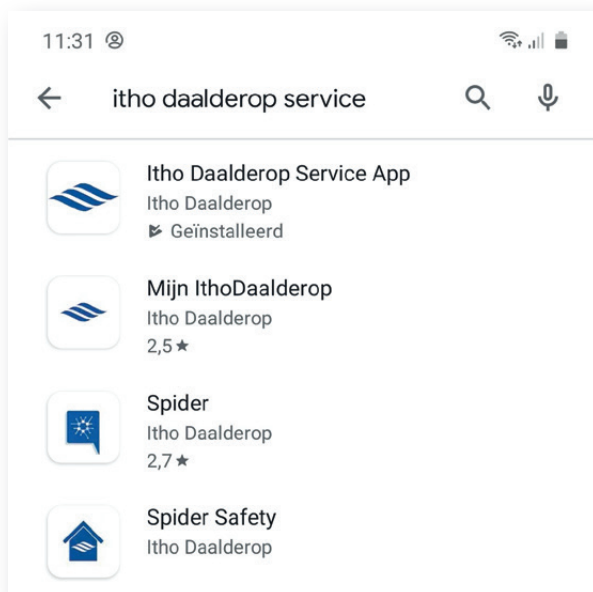 11:31
itho daalderop service
Itho Daalderop Service App
Itho Daalderop
Geïnstalleerd
Mijn IthoDaalderop
Itho Daalderop
2,5★
Spider
Itho Daalderop
2,7★
Spider Safety
Itho Daalderop